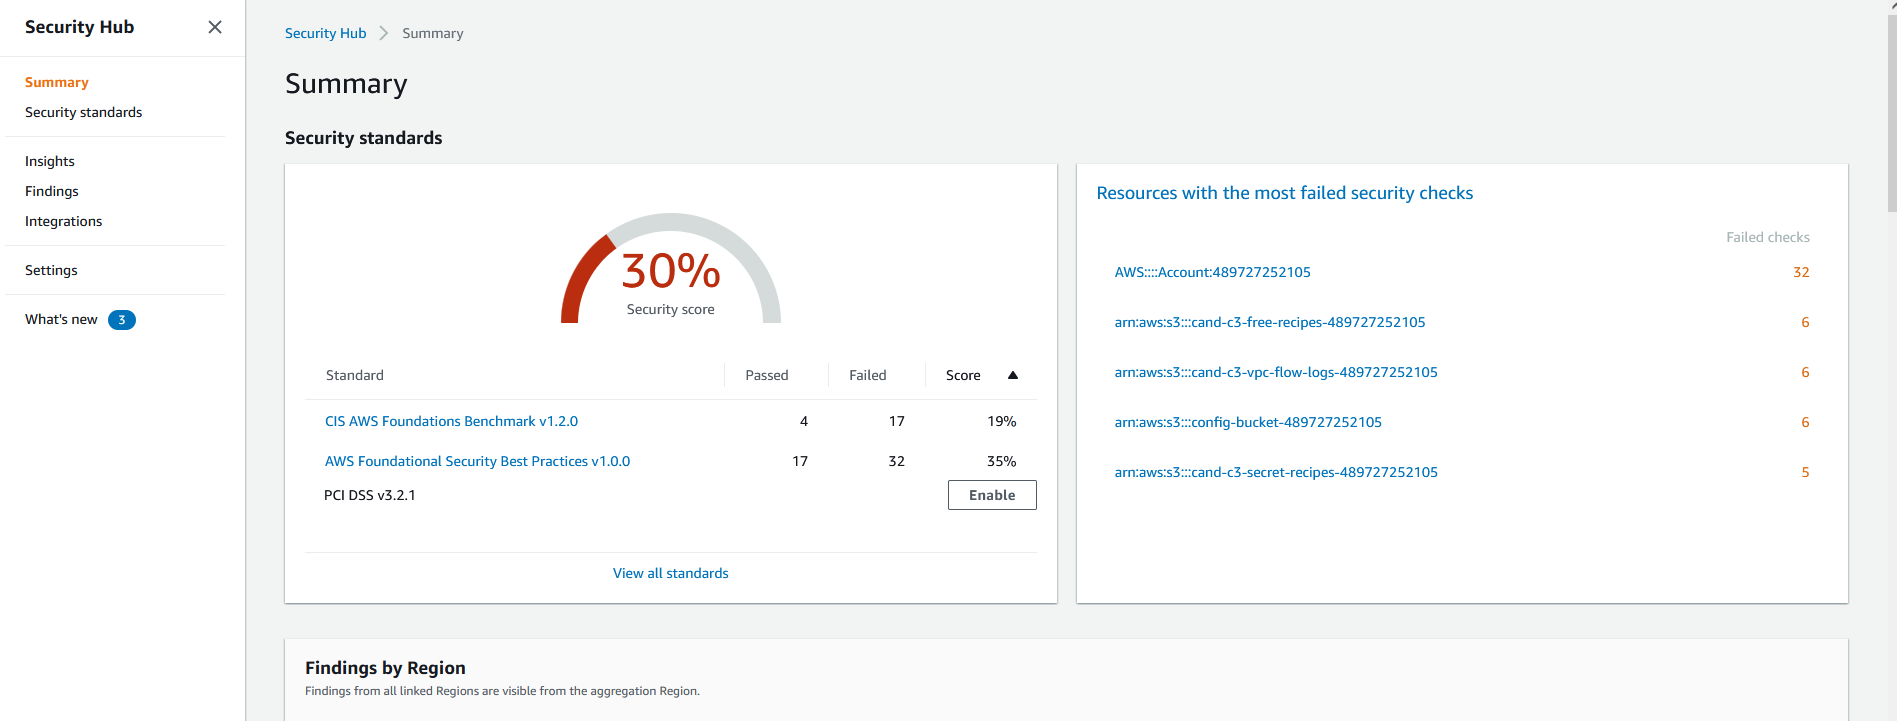 Security Hub
Summary
Security standards
Insights
Findings
Integrations
Settings
What's new 3
Security Hub > Summary
Summary
Security standards
30%
Security score
Standard Passed Failed Score
CIS AWS Foundations Benchmark v1.2.0 4 17 19%
AWS Foundational Security Best Practices v1.0.0 17 32 35%
PCI DSS v3.2.1 Enable
View all standards
Resources with the most failed security checks
Failed checks
AWS::::Account:489727252105 32
arn:aws:s3:::cand-c3-free-recipes-489727252105 6
arn:aws:s3:::cand-c3-vpc-flow-logs-489727252105 6
arn:aws:s3:::config-bucket-489727252105 6
arn:aws:s3:::cand-c3-secret-recipes-489727252105 5
Findings by Region
Findings from all linked Regions are visible from the aggregation Region.